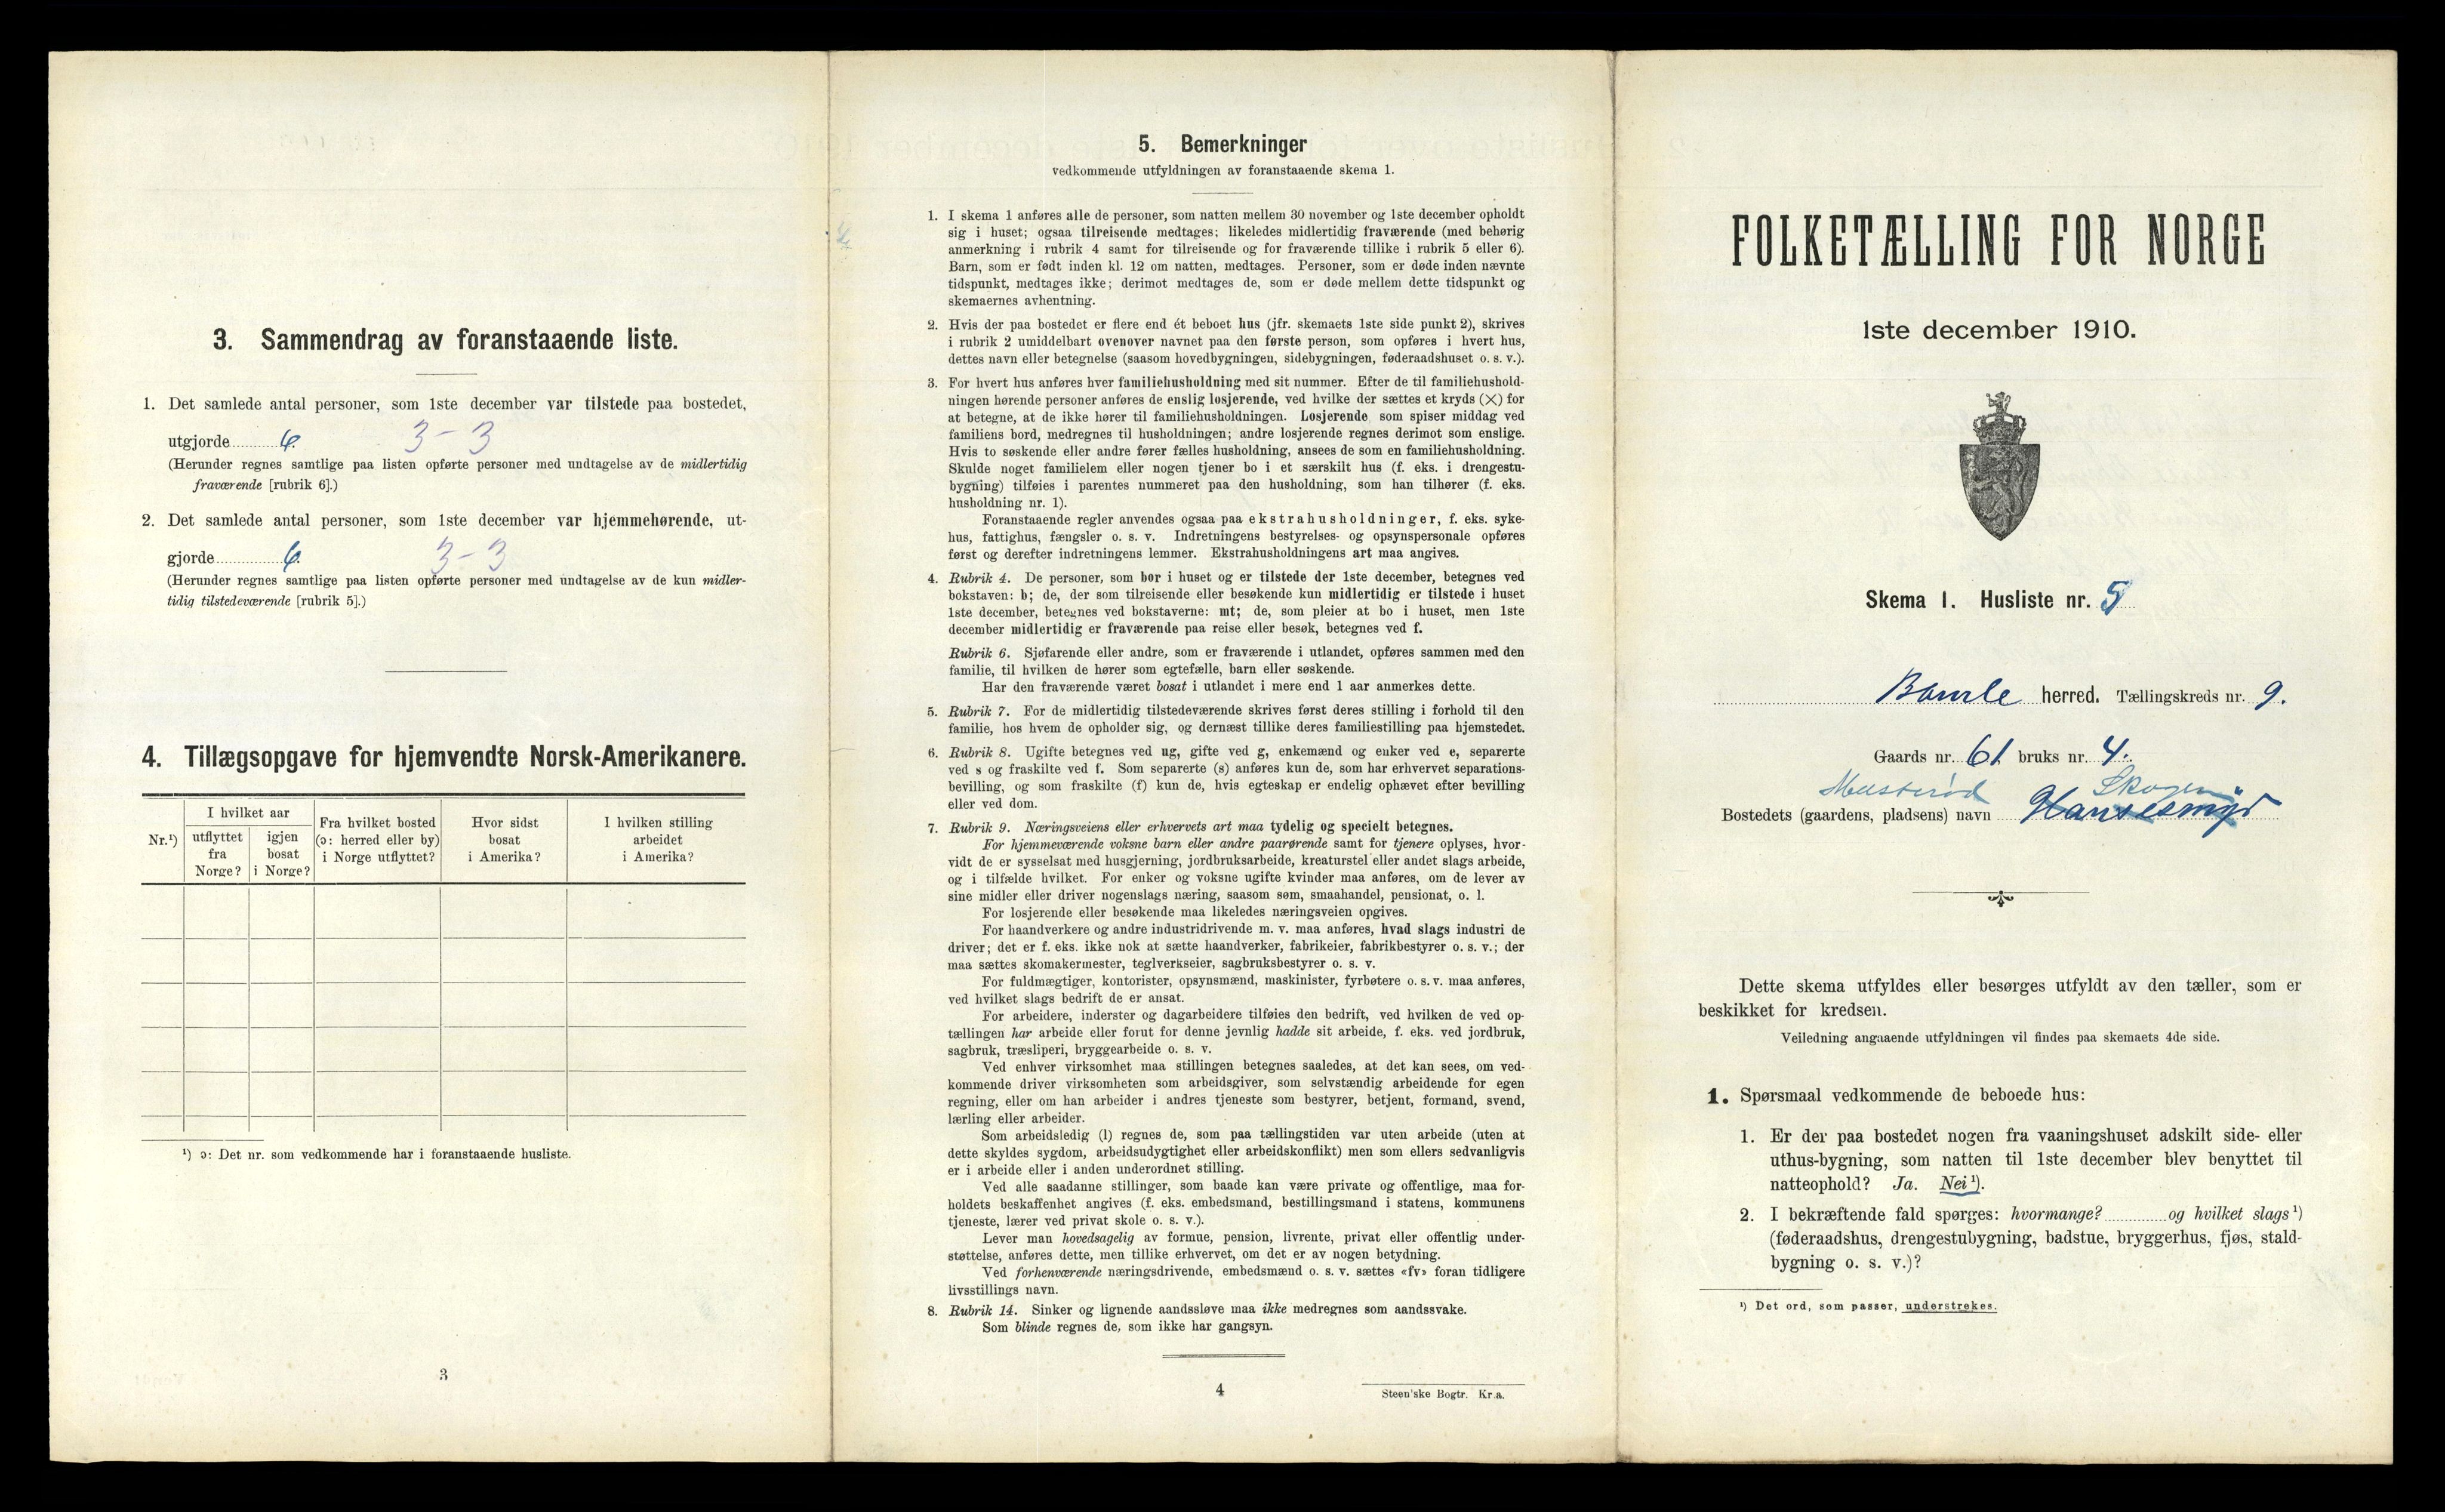 3. Sammendrag av foranstaaende liste.
1. Det samlede antal personer, som 1ste december var tilstede paa bostedet,
utgjorde 6. 3-3
(Herunder regnes samtlige paa listen opførte personer med undtagelse av de midlertidig
fraværende [rubrik 6].)
2. Det samlede antal personer, som 1ste december var hjemmehørende, ut-
gjorde 6. 3-3
(Herunder regnes samtlige paa listen opførte personer med undtagelse av de kun midler-
tidig tilstedeværende [rubrik 5].)
4. Tillægsopgave for hjemvendte Norsk-Amerikanere.
Nr.¹)
I hvilket aar
utflyttet
fra
Norge?
igjen
bosat
i Norge?
Fra hvilket bosted
(ɔ: herred eller by)
i Norge utflyttet?
Hvor sidst
bosat
i Amerika?
I hvilken stilling
arbeidet
i Amerika?
¹) ɔ: Det nr. som vedkommende har i foranstaaende husliste.
3
5. Bemerkninger
vedkommende utfyldningen av foranstaaende skema 1.
1. I skema 1 anføres alle de personer, som natten mellem 30 november og 1ste december opholdt
sig i huset; ogsaa tilreisende medtages; likeledes midlertidig fraværende (med behørig
anmerkning i rubrik 4 samt for tilreisende og for fraværende tillike i rubrik 5 eller 6).
Barn, som er født inden kl. 12 om natten, medtages. Personer, som er døde inden nævnte
tidspunkt, medtages ikke; derimot medtages de, som er døde mellem dette tidspunkt og
skemaernes avhentning.
2. Hvis der paa bostedet er flere end ét beboet hus (jfr. skemaets 1ste side punkt 2), skrives
i rubrik 2 umiddelbart ovenover navnet paa den første person, som opføres i hvert hus,
dettes navn eller betegnelse (saasom hovedbygningen, sidebygningen, føderaadshuset o. s. v.).
3. For hvert hus anføres hver familiehusholdning med sit nummer. Efter de til familiehushold-
ningen hørende personer anføres de enslig losjerende, ved hvilke der sættes et kryds (×) for
at betegne, at de ikke hører til familiehusholdningen. Losjerende som spiser middag ved
familiens bord, medregnes til husholdningen; andre losjerende regnes derimot som enslige.
Hvis to søskende eller andre fører fælles husholdning, ansees de som en familiehusholdning.
Skulde noget familielem eller nogen tjener bo i et særskilt hus (f. eks. i drengestu-
bygning) tilføies i parentes nummeret paa den husholdning, som han tilhører (f. eks.
husholdning nr. 1).
Foranstaaende regler anvendes ogsaa paa ekstrahusholdninger, f. eks. syke-
hus, fattighus, fængsler o. s. v. Indretningens bestyrelses- og opsynspersonale opføres
først og derefter indretningens lemmer. Ekstrahusholdningens art maa angives.
4. Rubrik 4. De personer, som bor i huset og er tilstede der 1ste december, betegnes ved
bokstaven: b; de, der som tilreisende eller besøkende kun midlertidig er tilstede i huset
1ste december, betegnes ved bokstaverne: mt; de, som pleier at bo i huset, men 1ste
december midlertidig er fraværende paa reise eller besøk, betegnes ved f.
Rubrik 6. Sjøfarende eller andre, som er fraværende i utlandet, opføres sammen med den
familie, til hvilken de hører som egtefælle, barn eller søskende.
Har den fraværende været bosat i utlandet i mere end 1 aar anmerkes dette.
5. Rubrik 7. For de midlertidig tilstedeværende skrives først deres stilling i forhold til den
familie, hos hvem de opholder sig, og dernæst tillike deres familiestilling paa hjemstedet.
6. Rubrik 8. Ugifte betegnes ved ug, gifte ved g, enkemænd og enker ved e, separerte
ved s og fraskilte ved f. Som separerte (s) anføres kun de, som har erhvervet separations-
bevilling, og som fraskilte (f) kun de, hvis egteskap er endelig ophævet efter bevilling
eller ved dom.
7. Rubrik 9. Næringsveiens eller erhvervets art maa tydelig og specielt betegnes.
For hjemmeværende voksne barn eller andre paarørende samt for tjenere oplyses, hvor-
vidt de er sysselsat med husgjerning, jordbruksarbeide, kreaturstel eller andet slags arbeide,
og i tilfælde hvilket. For enker og voksne ugifte kvinder maa anføres, om de lever av
sine midler eller driver nogenslags næring, saasom søm, smaahandel, pensionat, o. l.
For losjerende eller besøkende maa likeledes næringsveien opgives.
For haandverkere og andre industridrivende m. v. maa anføres, hvad slags industri de
driver; det er f. eks. ikke nok at sætte haandverker, fabrikeier, fabrikbestyrer o. s. v.; der
maa sættes skomakermester, teglverkseier, sagbruksbestyrer o. s. v.
For fuldmægtiger, kontorister, opsynsmænd, maskinister, fyrbøtere o. s. v. maa anføres,
ved hvilket slags bedrift de er ansat.
For arbeidere, inderster og dagarbeidere tilføies den bedrift, ved hvilken de ved op-
tællingen har arbeide eller forut for denne jevnlig hadde sit arbeide, f. eks. ved jordbruk,
sagbruk, træsliperi, bryggearbeide o. s. v.
Ved enhver virksomhet maa stillingen betegnes saaledes, at det kan sees, om ved-
kommende driver virksomheten som arbeidsgiver, som selvstændig arbeidende for egen
regning, eller om han arbeider i andres tjeneste som bestyrer, betjent, formand, svend,
lærling eller arbeider.
Som arbeidsledig (l) regnes de, som paa tællingstiden var uten arbeide (uten at
dette skyldes sygdom, arbeidsudygtighet eller arbeidskonflikt) men som ellers sedvanligvis
er i arbeide eller i anden underordnet stilling.
Ved alle saadanne stillinger, som baade kan være private og offentlige, maa for-
holdets beskaffenhet angives (f. eks. embedsmand, bestillingsmand i statens, kommunens
tjeneste, lærer ved privat skole o. s. v.).
Lever man hovedsagelig av formue, pension, livrente, privat eller offentlig under-
støttelse, anføres dette, men tillike erhvervet, om det er av nogen betydning.
Ved forhenværende næringsdrivende, embedsmænd o. s. v. sættes «fv» foran tidligere
livsstillings navn.
8. Rubrik 14. Sinker og lignende aandssløve maa ikke medregnes som aandssvake.
Som blinde regnes de, som ikke har gangsyn.
4
Steen'ske Bogtr. Kr.a.
FOLKETÆLLING FOR NORGE
1ste december 1910.
Skema 1. Husliste nr. 5
Bamle herred. Tællingskreds nr. 9.
Gaards nr. 61 bruks nr. 4.
Skogen
Bostedets (gaardens, pladsens) navn Hansesmyr
Dette skema utfyldes eller besørges utfyldt av den tæller, som er
beskikket for kredsen.
Veiledning angaaende utfyldningen vil findes paa skemaets 4de side.
1. Spørsmaal vedkommende de beboede hus:
1. Er der paa bostedet nogen fra vaaningshuset adskilt side- eller
uthus-bygning, som natten til 1ste december blev benyttet til
natteophold? Ja. Nei ¹).
2. I bekræftende fald spørges: hvormange? og hvilket slags ¹)
(føderaadshus, drengestubygning, badstue, bryggerhus, fjøs, stald-
bygning o. s. v.)?
¹) Det ord, som passer, understrekes.